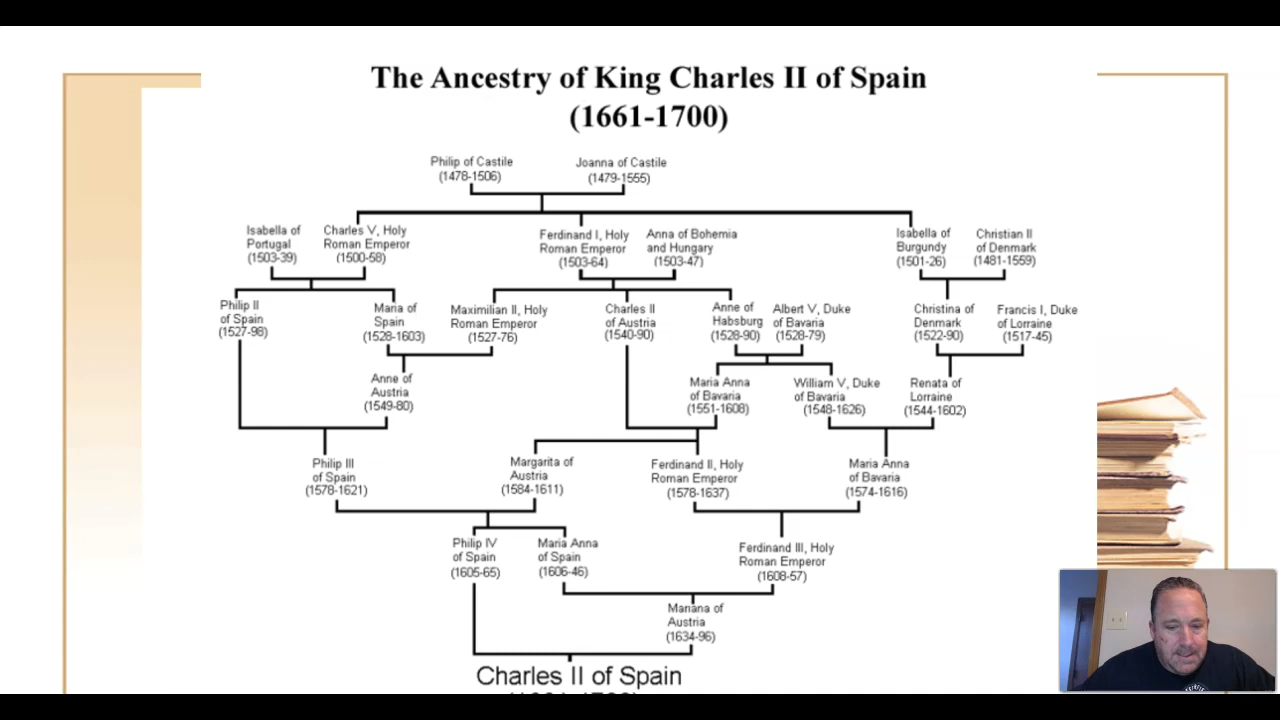 The Ancestry of King Charles II of Spain
(1661-1700)
Philip of Castile
(1478-1506)
Joanna of Castile
(1479-1555)
Isabella of
Portugal
(1503-39)
Charles V, Holy
Roman Emperor
(1500-58)
Ferdinand I, Holy
Roman Emperor
(1503-64)
Anna of Bohemia
and Hungary
(1503-47)
Isabella of
Burgundy
(1501-26)
Christian II
of Denmark
(1481-1559)
Philip II
of Spain
(1527-98)
Maria of
Spain
(1528-1603)
Maximilian II, Holy
Roman Emperor
(1527-76)
Charles II
of Austria
(1540-90)
Anne of
Habsburg
(1528-90)
Albert V, Duke
of Bavaria
(1528-79)
Christina of
Denmark
(1522-90)
Francis I, Duke
of Lorraine
(1517-45)
Anne of
Austria
(1549-80)
Maria Anna
of Bavaria
(1551-1608)
William V, Duke
of Bavaria
(1548-1626)
Renata of
Lorraine
(1544-1602)
Philip III
of Spain
(1578-1621)
Margarita of
Austria
(1584-1611)
Ferdinand II, Holy
Roman Emperor
(1578-1637)
Maria Anna
of Bavaria
(1574-1616)
Philip IV
of Spain
(1605-65)
Maria Anna
of Spain
(1606-46)
Ferdinand III, Holy
Roman Emperor
(1608-57)
Mariana of
Austria
(1634-96)
Charles II of Spain